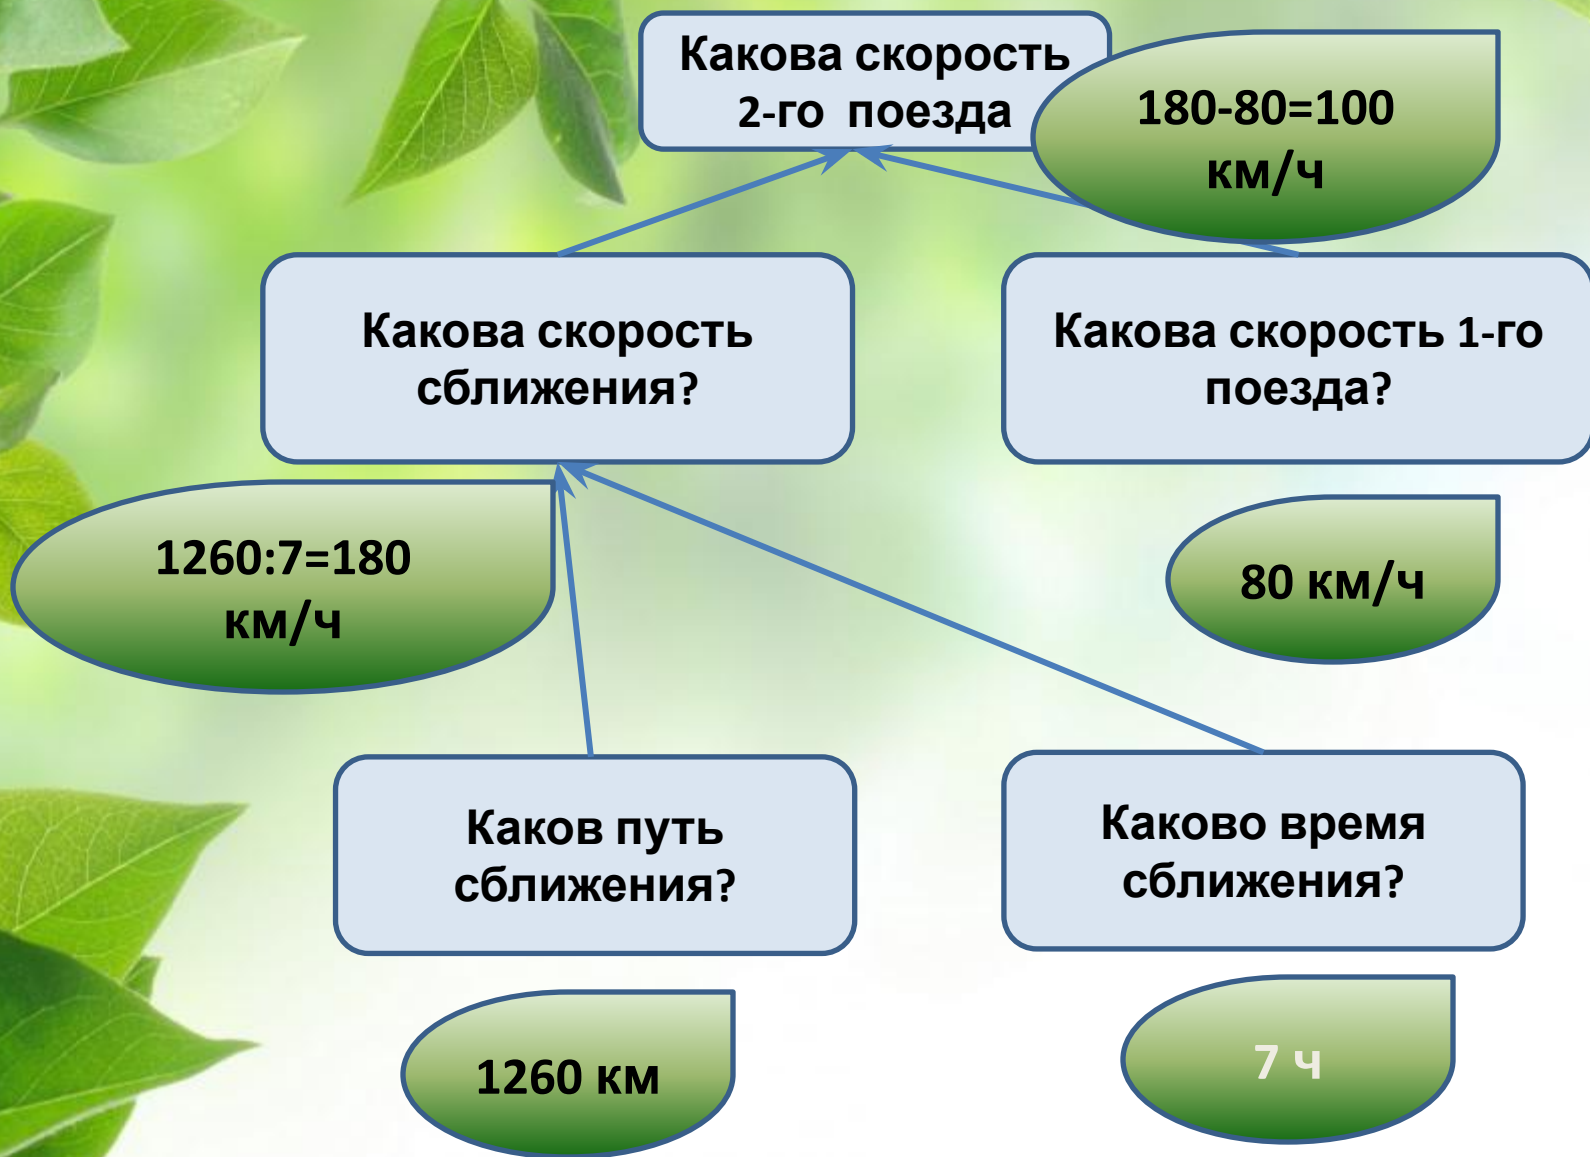 Какова скорость
2-го поезда
180-80=100
км/ч
Какова скорость
сближения?
Какова скорость 1-го
поезда?
1260:7=180
км/ч
80 км/ч
Каков путь
сближения?
Каково время
сближения?
1260 км
7 ч